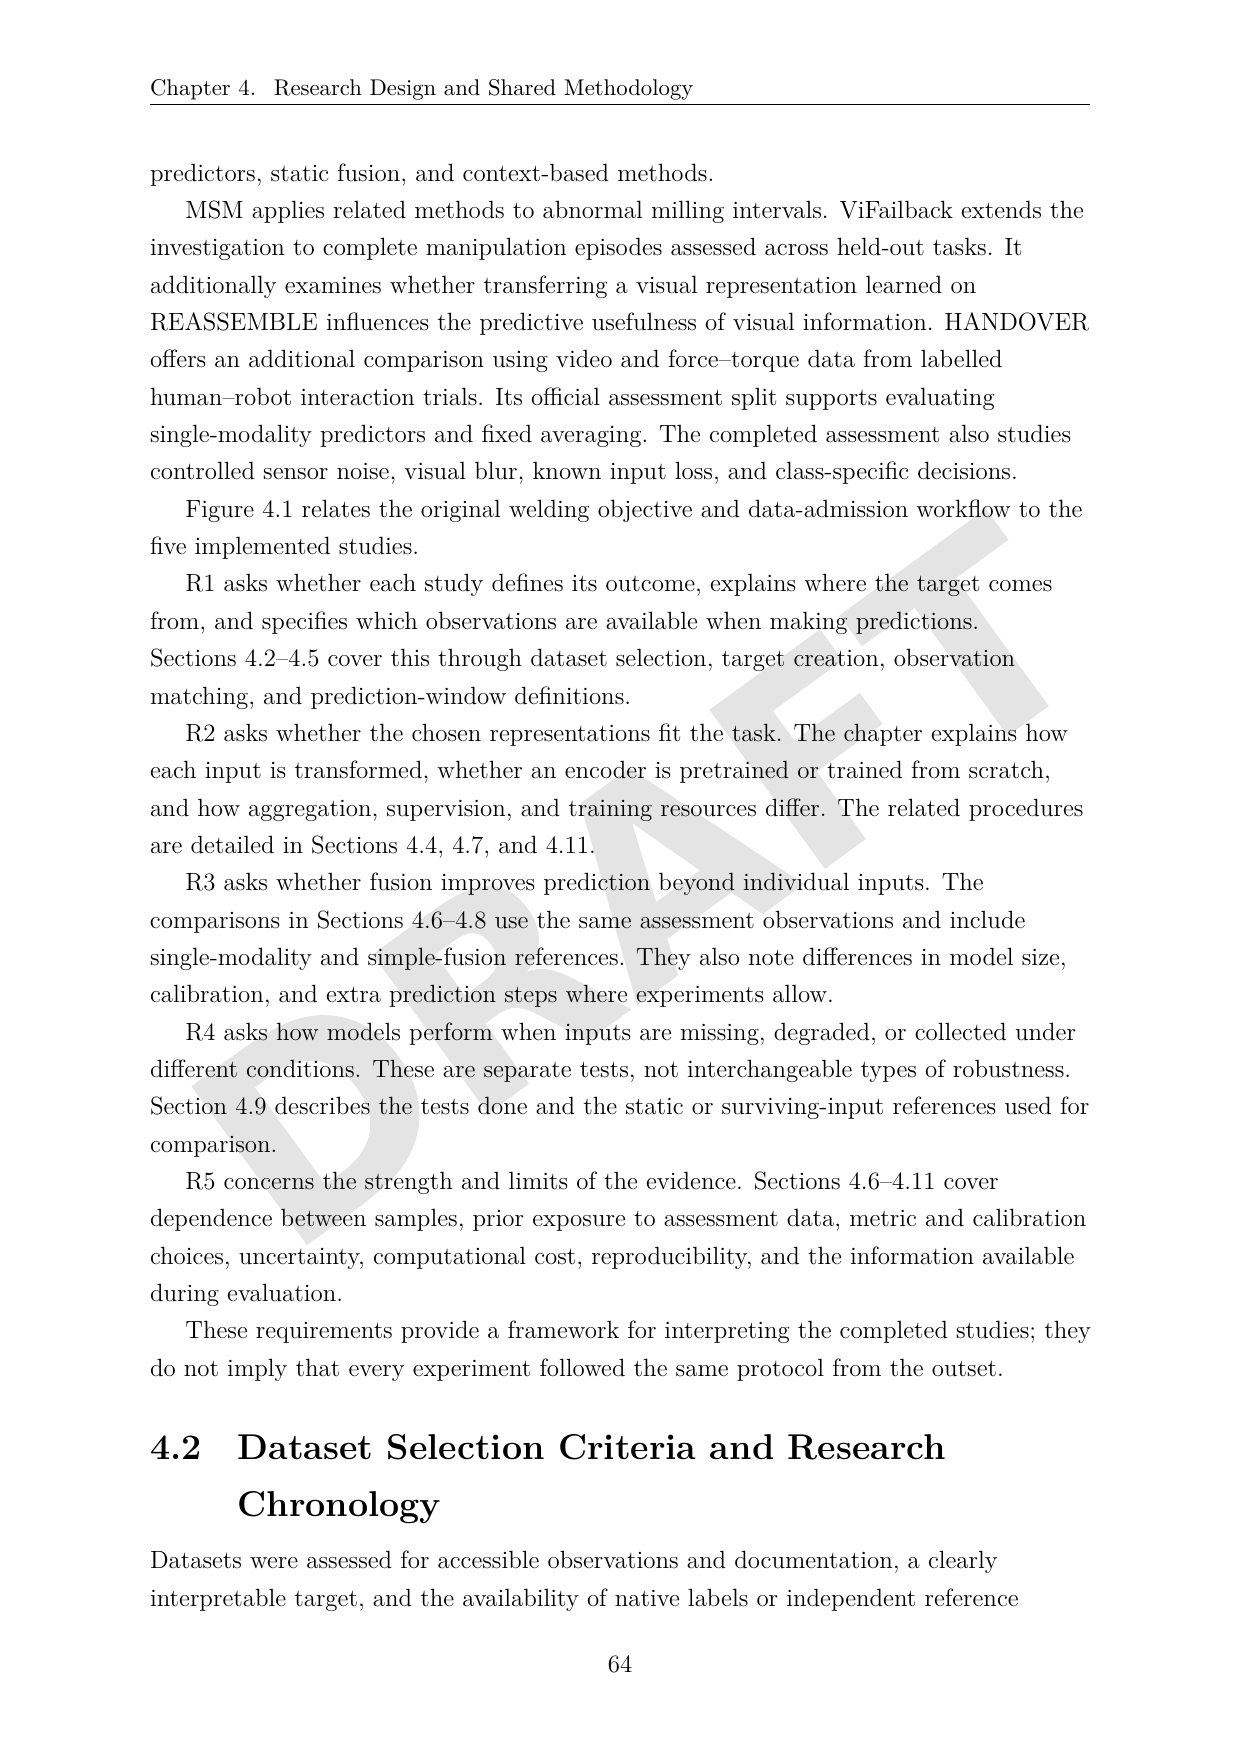 Chapter 4. Research Design and Shared Methodology
predictors, static fusion, and context-based methods.
MSM applies related methods to abnormal milling intervals. ViFailback extends the
investigation to complete manipulation episodes assessed across held-out tasks. It
additionally examines whether transferring a visual representation learned on
REASSEMBLE influences the predictive usefulness of visual information. HANDOVER
offers an additional comparison using video and force–torque data from labelled
human–robot interaction trials. Its official assessment split supports evaluating
single-modality predictors and fixed averaging. The completed assessment also studies
controlled sensor noise, visual blur, known input loss, and class-specific decisions.
Figure 4.1 relates the original welding objective and data-admission workflow to the
five implemented studies.
R1 asks whether each study defines its outcome, explains where the target comes
from, and specifies which observations are available when making predictions.
Sections 4.2–4.5 cover this through dataset selection, target creation, observation
matching, and prediction-window definitions.
R2 asks whether the chosen representations fit the task. The chapter explains how
each input is transformed, whether an encoder is pretrained or trained from scratch,
and how aggregation, supervision, and training resources differ. The related procedures
are detailed in Sections 4.4, 4.7, and 4.11.
R3 asks whether fusion improves prediction beyond individual inputs. The
comparisons in Sections 4.6–4.8 use the same assessment observations and include
single-modality and simple-fusion references. They also note differences in model size,
calibration, and extra prediction steps where experiments allow.
R4 asks how models perform when inputs are missing, degraded, or collected under
different conditions. These are separate tests, not interchangeable types of robustness.
Section 4.9 describes the tests done and the static or surviving-input references used for
comparison.
R5 concerns the strength and limits of the evidence. Sections 4.6–4.11 cover
dependence between samples, prior exposure to assessment data, metric and calibration
choices, uncertainty, computational cost, reproducibility, and the information available
during evaluation.
These requirements provide a framework for interpreting the completed studies; they
do not imply that every experiment followed the same protocol from the outset.
4.2 Dataset Selection Criteria and Research
Chronology
Datasets were assessed for accessible observations and documentation, a clearly
interpretable target, and the availability of native labels or independent reference
64
DRAFT